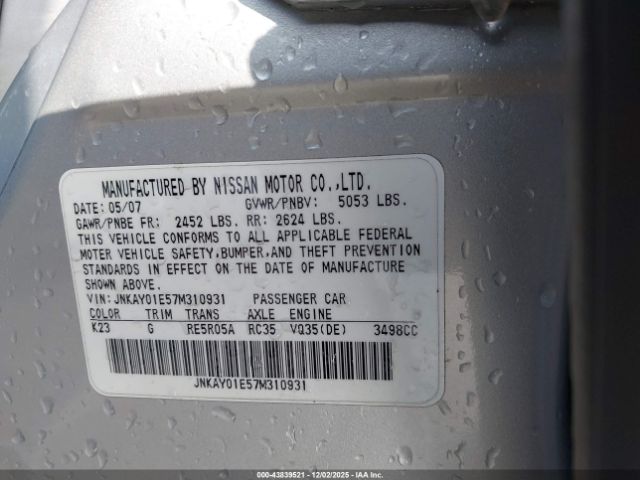 MANUFACTURED BY NISSAN MOTOR CO.,LTD.
DATE: 05/07 GVWR/PNBV: 5053 LBS.
GAWR/PNBE FR: 2452 LBS. RR: 2624 LBS.
THIS VEHICLE CONFORMS TO ALL APPLICABLE FEDERAL
MOTOR VEHICLE SAFETY,BUMPER,AND THEFT PREVENTION
STANDARDS IN EFFECT ON THE DATE OF MANUFACTURE
SHOWN ABOVE.
VIN:JNKAY01E57M310931 PASSENGER CAR
COLOR TRIM TRANS AXLE ENGINE
K23 G RE5R05A RC35 VQ35(DE) 3498CC
JNKAY01E57M310931
00-43839521 - 12/02/2025 - IAAI.COM